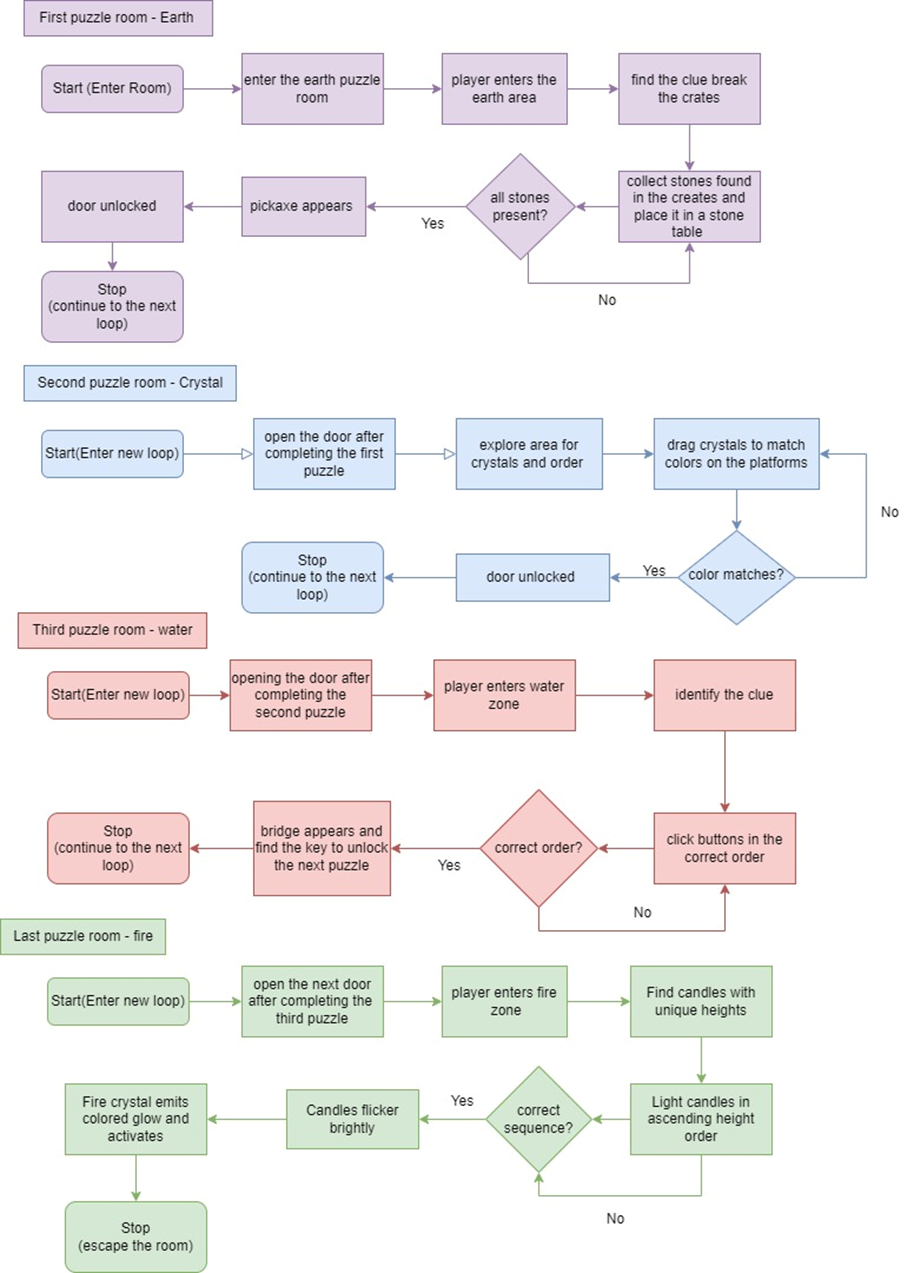 First puzzle room - Earth
Start (Enter Room)
enter the earth puzzle
room
player enters the
earth area
find the clue break
the crates
collect stones found
in the creates and
place it in a stone
table
all stones
present?
Yes
No
pickaxe appears
door unlocked
Stop
(continue to the next
loop)
Second puzzle room - Crystal
Start(Enter new loop)
open the door after
completing the first
puzzle
explore area for
crystals and order
drag crystals to match
colors on the platforms
No
color matches?
Yes
door unlocked
Stop
(continue to the next
loop)
Third puzzle room - water
Start(Enter new loop)
opening the door after
completing the
second puzzle
player enters water
zone
identify the clue
click buttons in the
correct order
correct order?
No
Yes
bridge appears and
find the key to unlock
the next puzzle
Stop
(continue to the next
loop)
Last puzzle room - fire
Start(Enter new loop)
open the next door
after completing the
third puzzle
player enters fire
zone
Find candles with
unique heights
Light candles in
ascending height
order
correct
sequence?
No
Yes
Candles flicker
brightly
Fire crystal emits
colored glow and
activates
Stop
(escape the room)